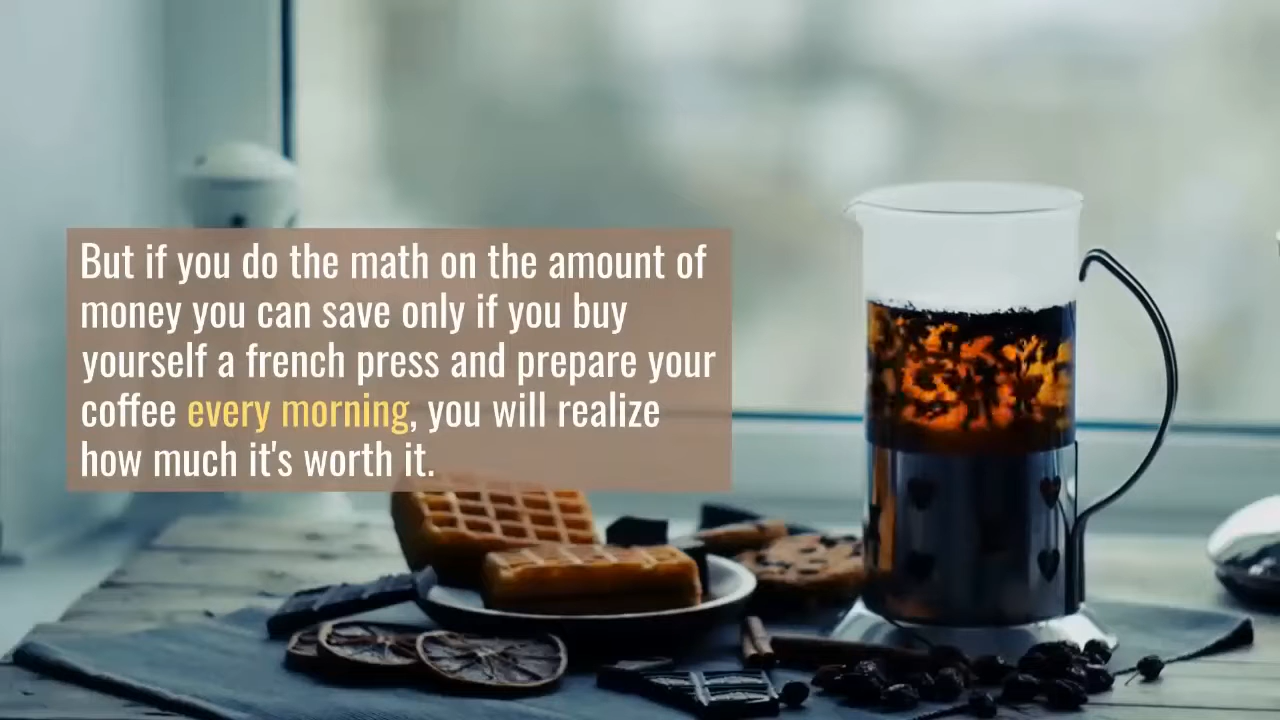 But if you do the math on the amount of
money you can save only if you buy
yourself a french press and prepare your
coffee every morning, you will realize
how much it's worth it.